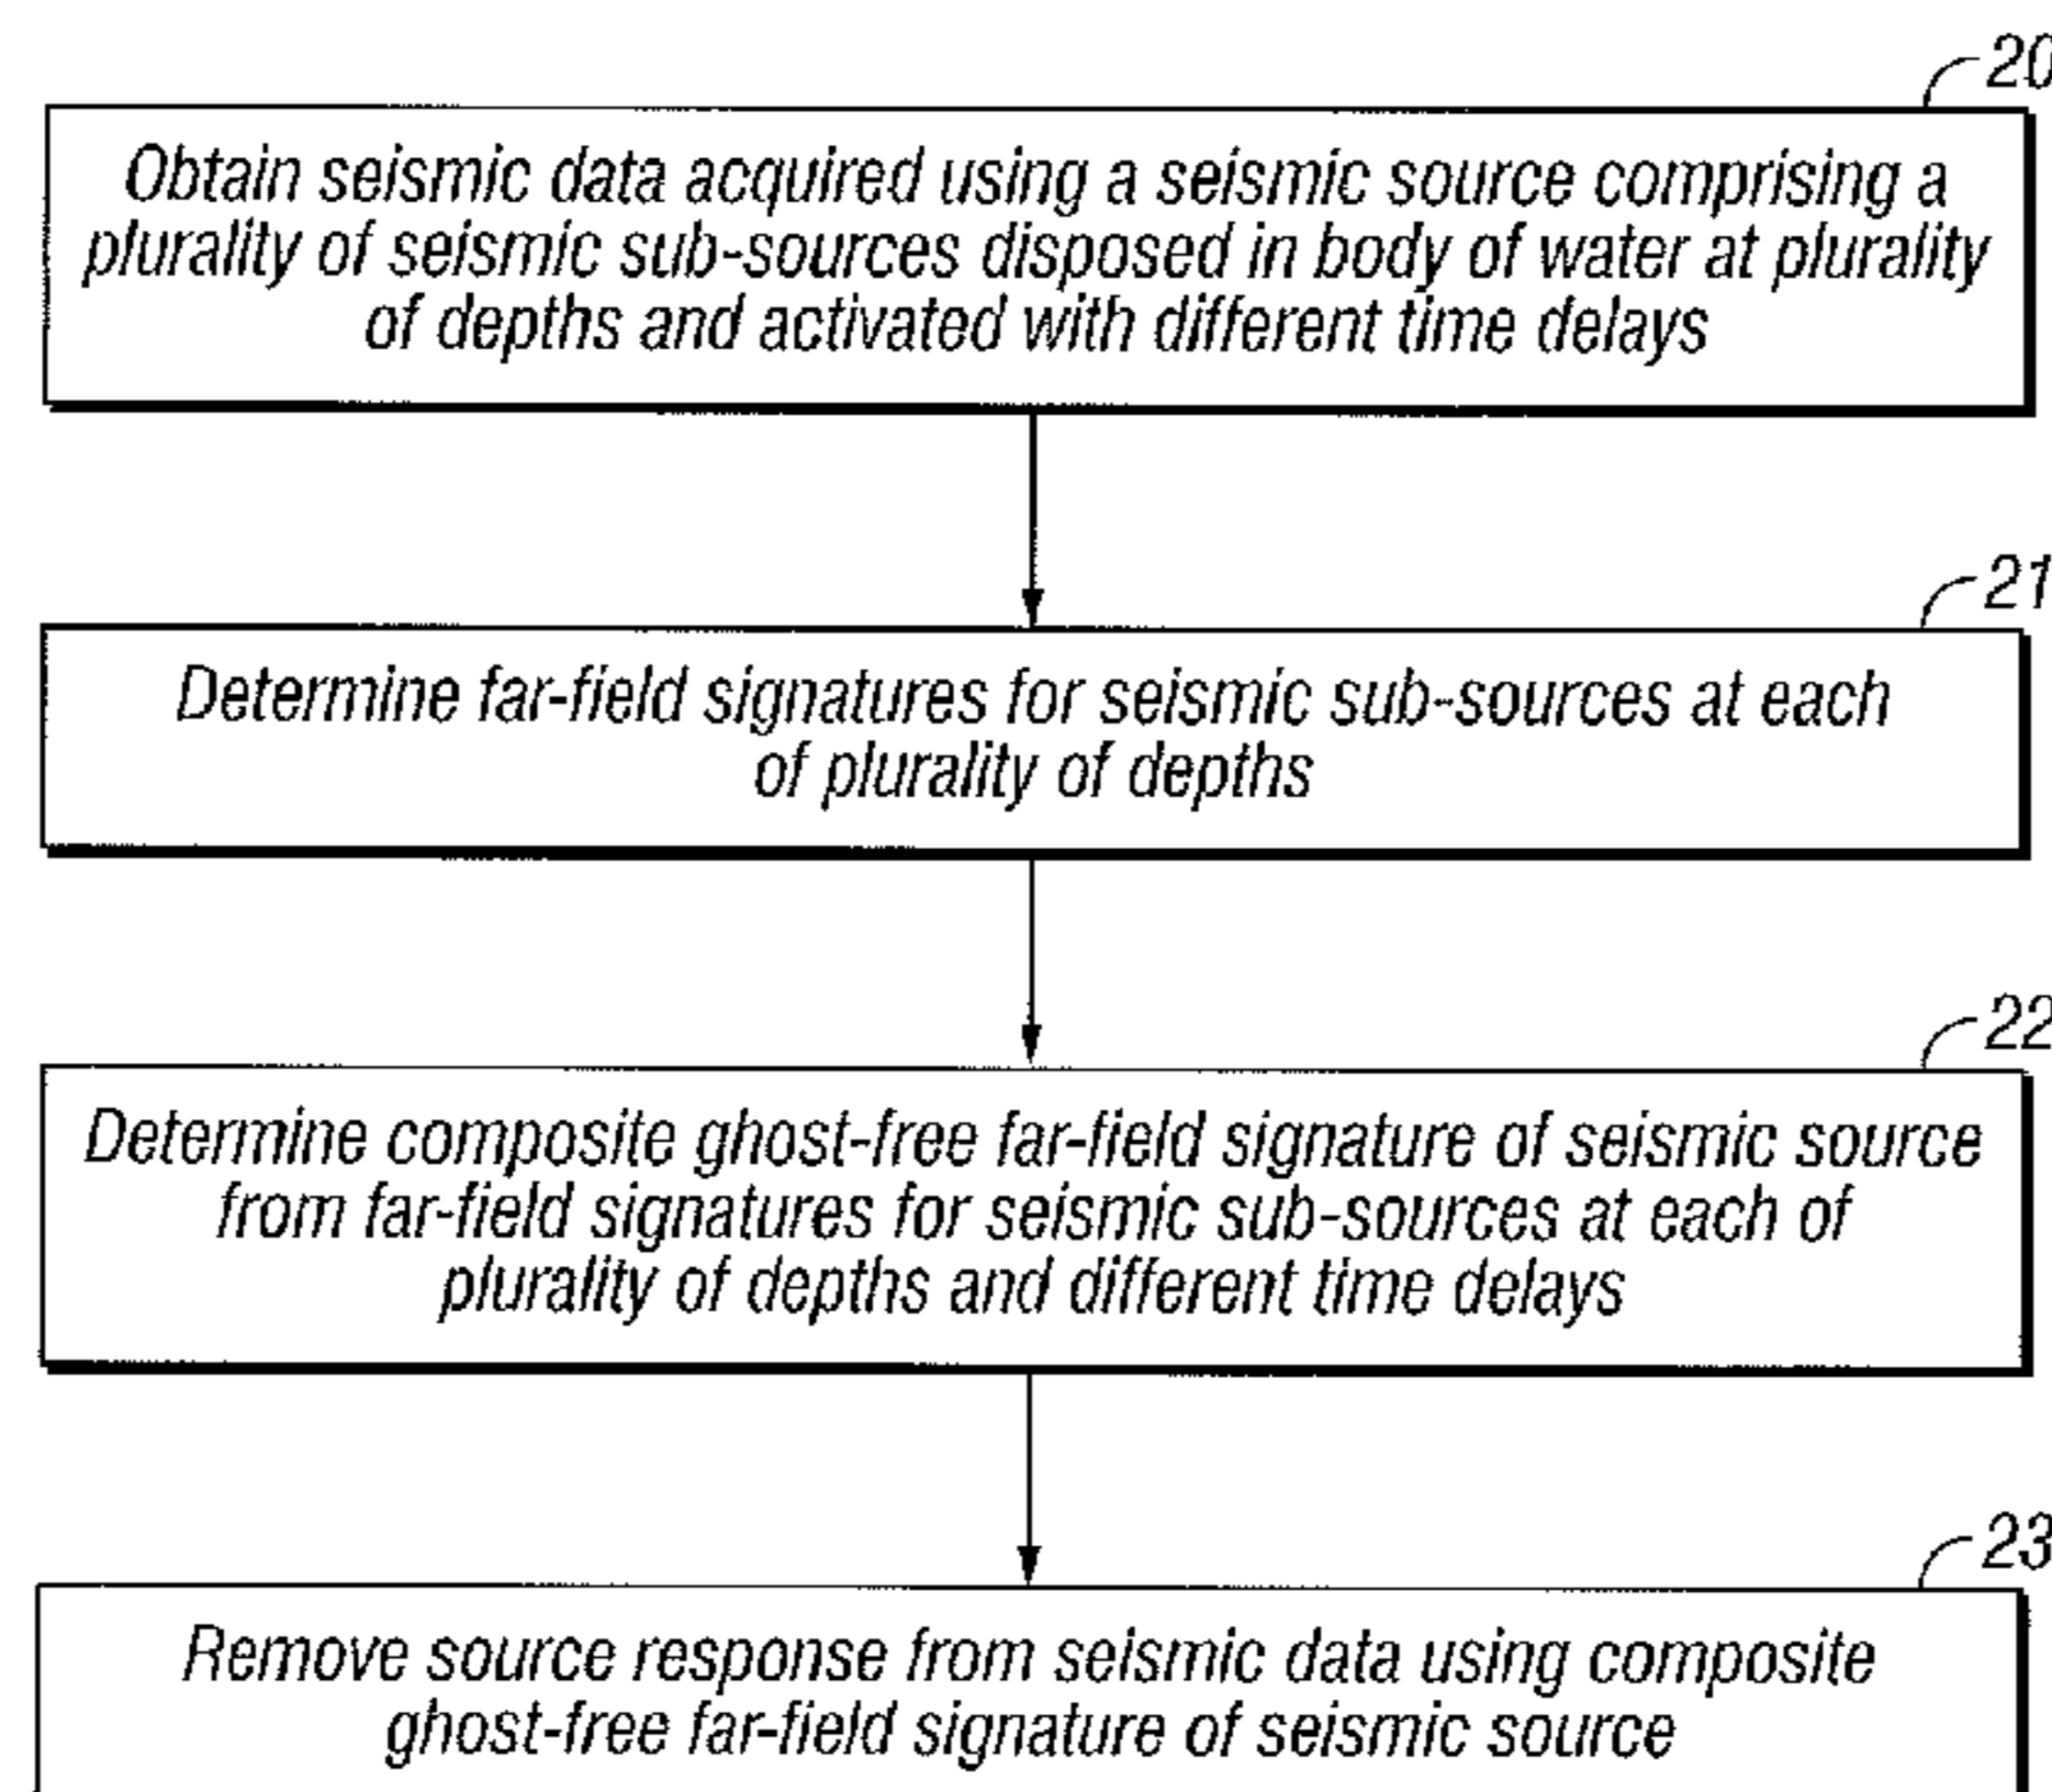 20
Obtain seismic data acquired using a seismic source comprising a
plurality of seismic sub-sources disposed in body of water at plurality
of depths and activated with different time delays
21
Determine far-field signatures for seismic sub-sources at each
of plurality of depths
22
Determine composite ghost-free far-field signature of seismic source
from far-field signatures for seismic sub-sources at each of
plurality of depths and different time delays
23
Remove source response from seismic data using composite
ghost-free far-field signature of seismic source